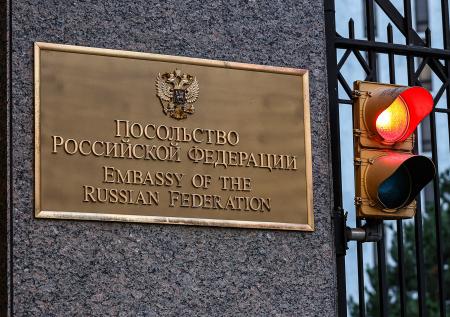 Посольство
Российской Федерации
Embassy of the
Russian Federation